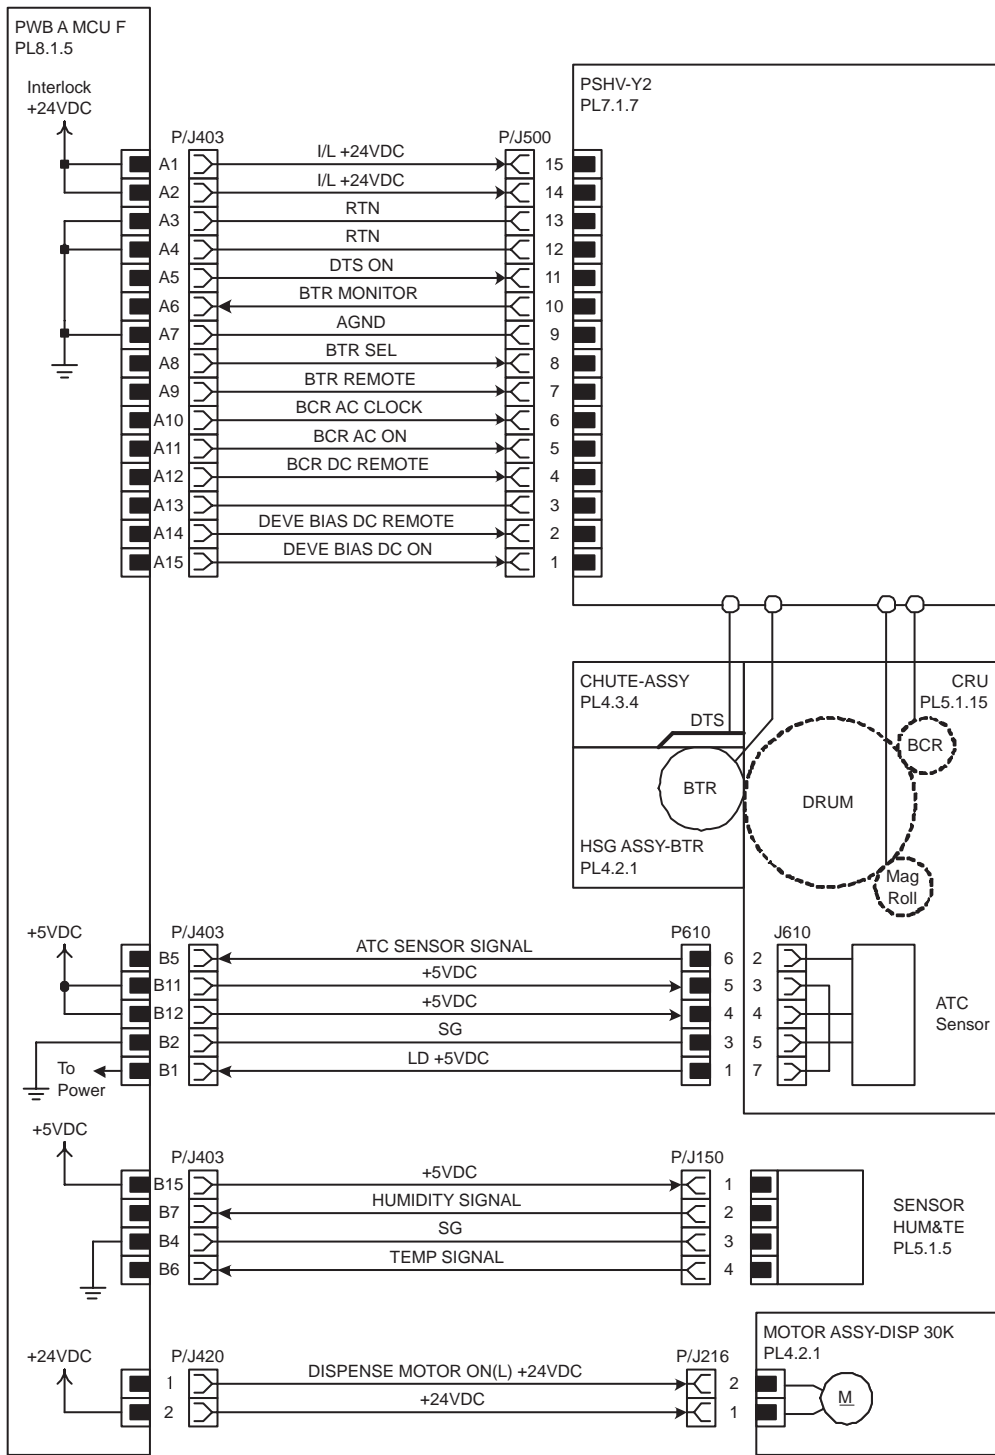 PWB A MCU F
PL8.1.5
Interlock
+24VDC
PSHV-Y2
PL7.1.7
P/J403
P/J500
A1
I/L +24VDC
15
A2
I/L +24VDC
14
A3
RTN
13
A4
RTN
12
A5
DTS ON
11
A6
BTR MONITOR
10
A7
AGND
9
A8
BTR SEL
8
A9
BTR REMOTE
7
A10
BCR AC CLOCK
6
A11
BCR AC ON
5
A12
BCR DC REMOTE
4
A13
3
A14
DEVE BIAS DC REMOTE
2
A15
DEVE BIAS DC ON
1
CHUTE-ASSY
PL4.3.4
CRU
PL5.1.15
DTS
BCR
BTR
DRUM
HSG ASSY-BTR
PL4.2.1
Mag
Roll
+5VDC
P/J403
P610
J610
B5
ATC SENSOR SIGNAL
6
2
B11
+5VDC
5
3
B12
+5VDC
4
4
B2
SG
3
5
B1
LD +5VDC
1
7
To
Power
ATC
Sensor
+5VDC
P/J403
P/J150
B15
+5VDC
1
B7
HUMIDITY SIGNAL
2
B4
SG
3
B6
TEMP SIGNAL
4
SENSOR
HUM&TE
PL5.1.5
+24VDC
P/J420
P/J216
MOTOR ASSY-DISP 30K
PL4.2.1
1
DISPENSE MOTOR ON(L) +24VDC
2
2
+24VDC
1
M